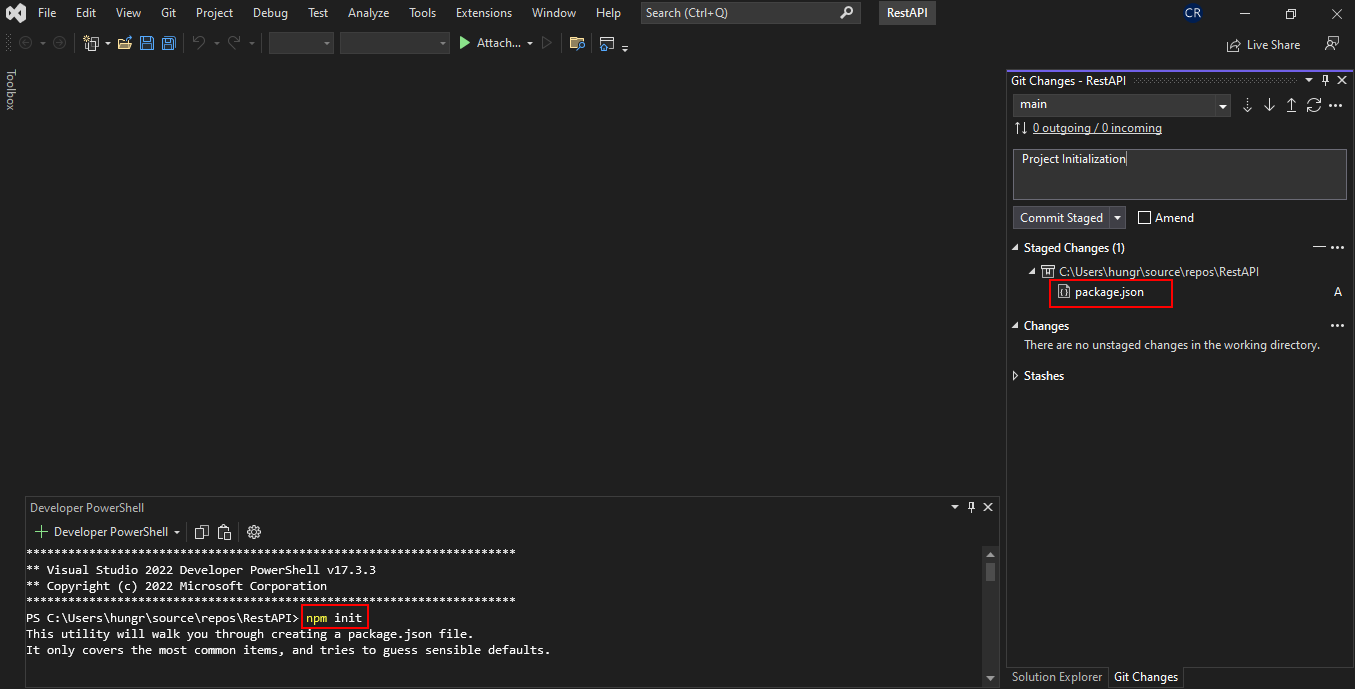 File Edit View Git Project Debug Test Analyze Tools Extensions Window Help Search (Ctrl+Q) RestAPI CR
Attach... Live Share
Toolbox
Git Changes - RestAPI
main
0 outgoing / 0 incoming
Project Initialization
Commit Staged Amend
Staged Changes (1)
C:\Users\hungr\source\repos\RestAPI
package.json A
Changes
There are no unstaged changes in the working directory.
Stashes
Developer PowerShell
Developer PowerShell
**********************************************************************
** Visual Studio 2022 Developer PowerShell v17.3.3
** Copyright (c) 2022 Microsoft Corporation
**********************************************************************
PS C:\Users\hungr\source\repos\RestAPI> npm init
This utility will walk you through creating a package.json file.
It only covers the most common items, and tries to guess sensible defaults.
Solution Explorer Git Changes